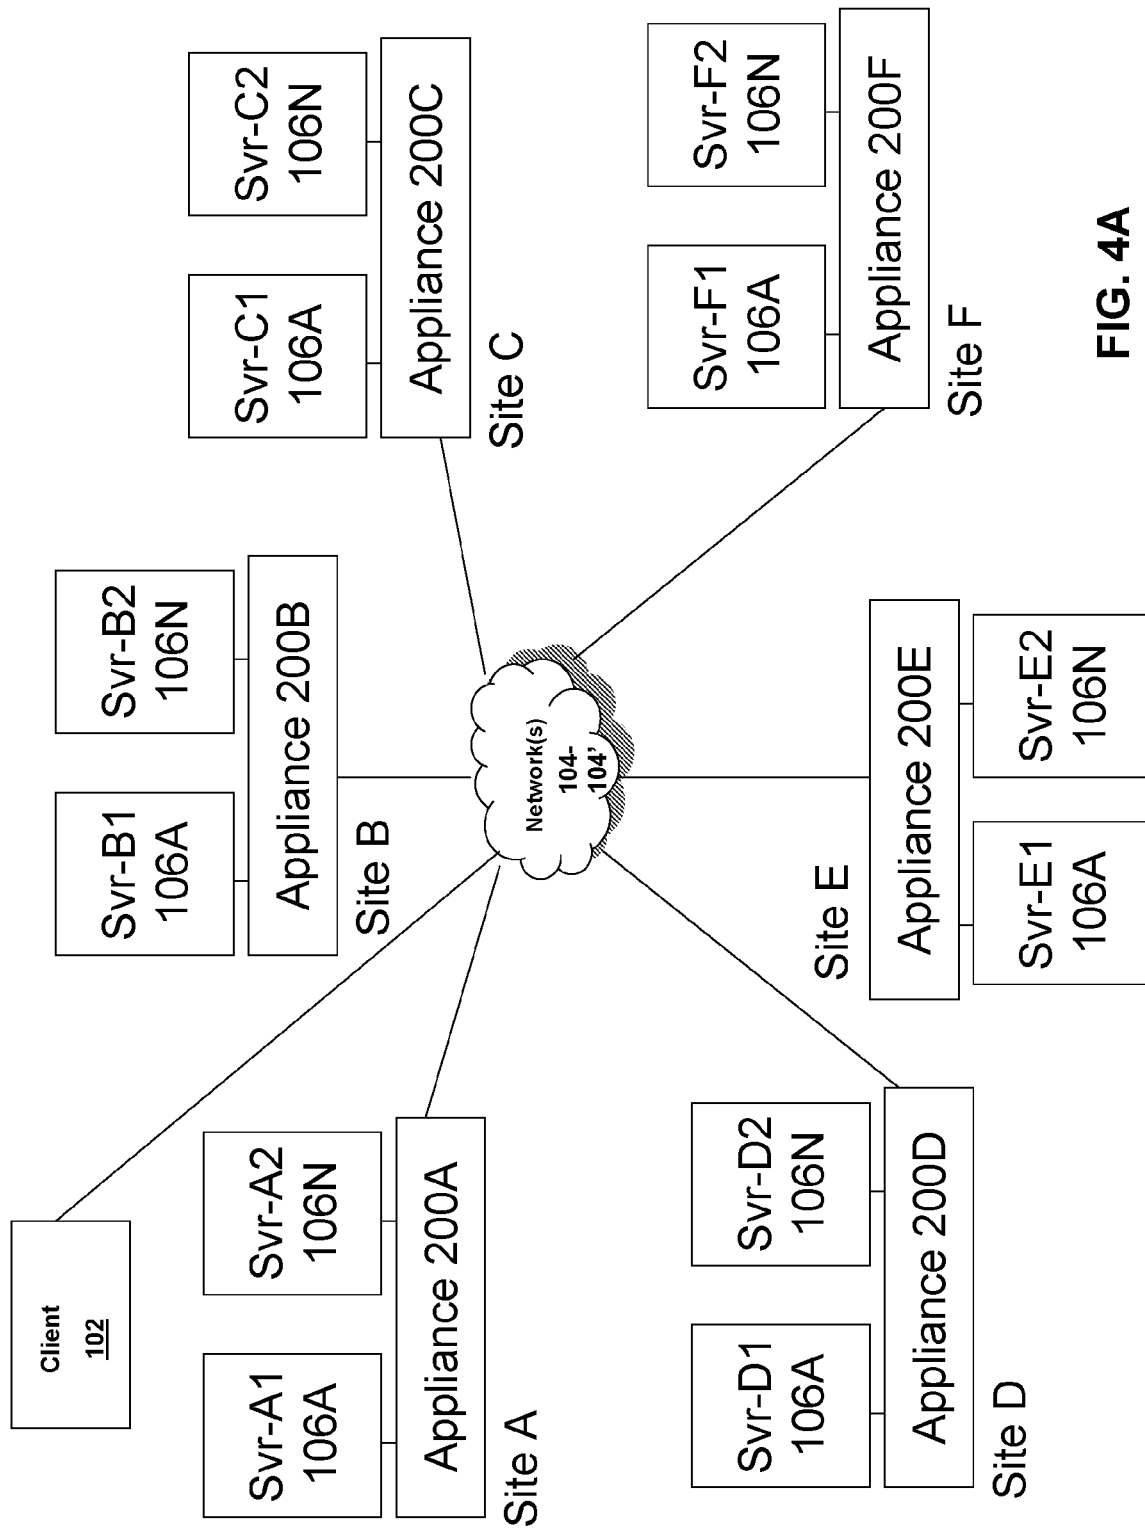 Client
102
Svr-A1
106A
Svr-A2
106N
Appliance 200A
Site A
Svr-B1
106A
Svr-B2
106N
Appliance 200B
Site B
Svr-C1
106A
Svr-C2
106N
Appliance 200C
Site C
Network(s)
104-
104’
Svr-D1
106A
Svr-D2
106N
Appliance 200D
Site D
Site E
Appliance 200E
Svr-E1
106A
Svr-E2
106N
Svr-F1
106A
Svr-F2
106N
Appliance 200F
Site F
FIG. 4A